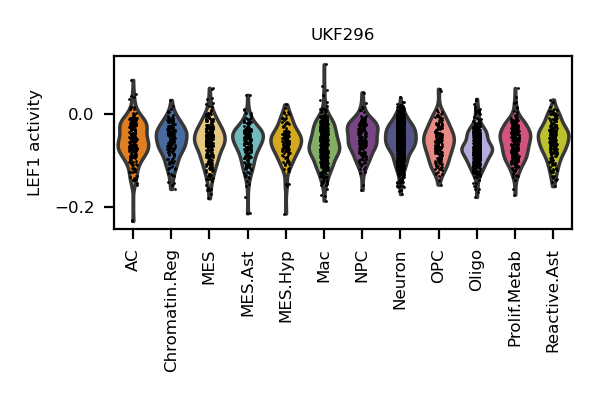 UKF296
LEF1 activity
0.0
−0.2
AC
Chromatin.Reg
MES
MES.Ast
MES.Hyp
Mac
NPC
Neuron
OPC
Oligo
Prolif.Metab
Reactive.Ast